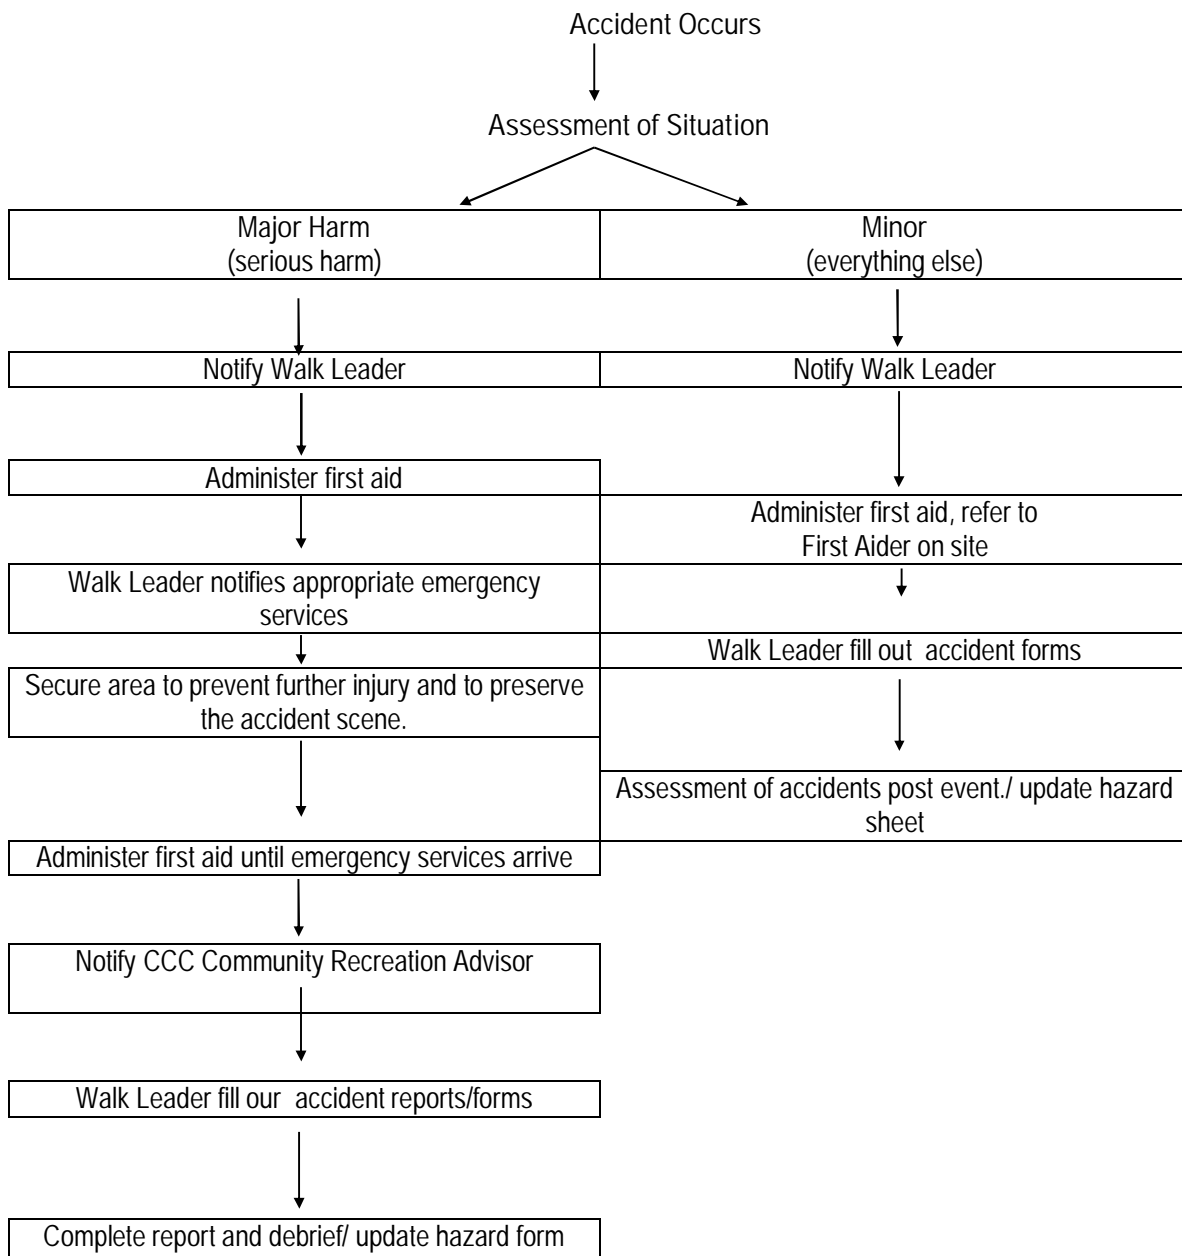 Accident Occurs
Assessment of Situation
Major Harm
(serious harm)
Minor
(everything else)
Notify Walk Leader
Notify Walk Leader
Administer first aid
Administer first aid, refer to
First Aider on site
Walk Leader notifies appropriate emergency
services
Walk Leader fill out accident forms
Secure area to prevent further injury and to preserve
the accident scene.
Assessment of accidents post event./ update hazard
sheet
Administer first aid until emergency services arrive
Notify CCC Community Recreation Advisor
Walk Leader fill our accident reports/forms
Complete report and debrief/ update hazard form